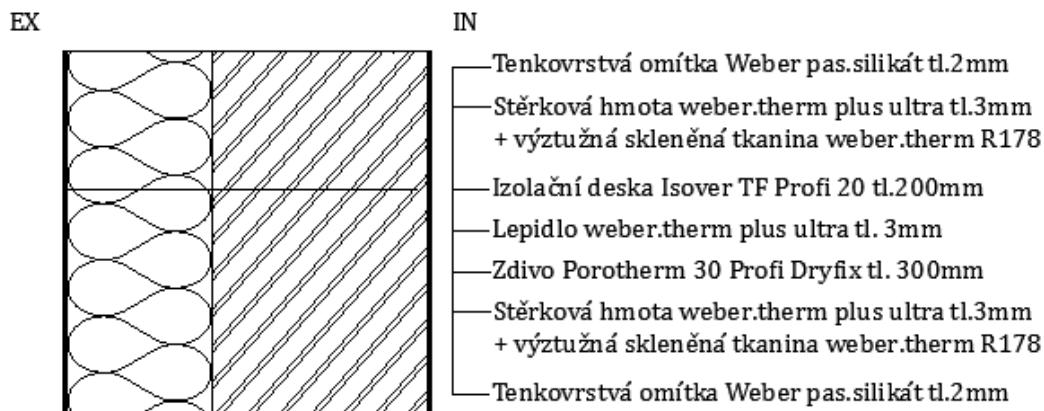 EX
IN
Tenkovrstvá omítka Weber pas.silikát tl.2mm
Stěrková hmota weber.therm plus ultra tl.3mm
+ výztužná skleněná tkanina weber.therm R178
Izolační deska Isover TF Profi 20 tl.200mm
Lepidlo weber.therm plus ultra tl. 3mm
Zdivo Porotherm 30 Profi Dryfix tl. 300mm
Stěrková hmota weber.therm plus ultra tl.3mm
+ výztužná skleněná tkanina weber.therm R178
Tenkovrstvá omítka Weber pas.silikát tl.2mm